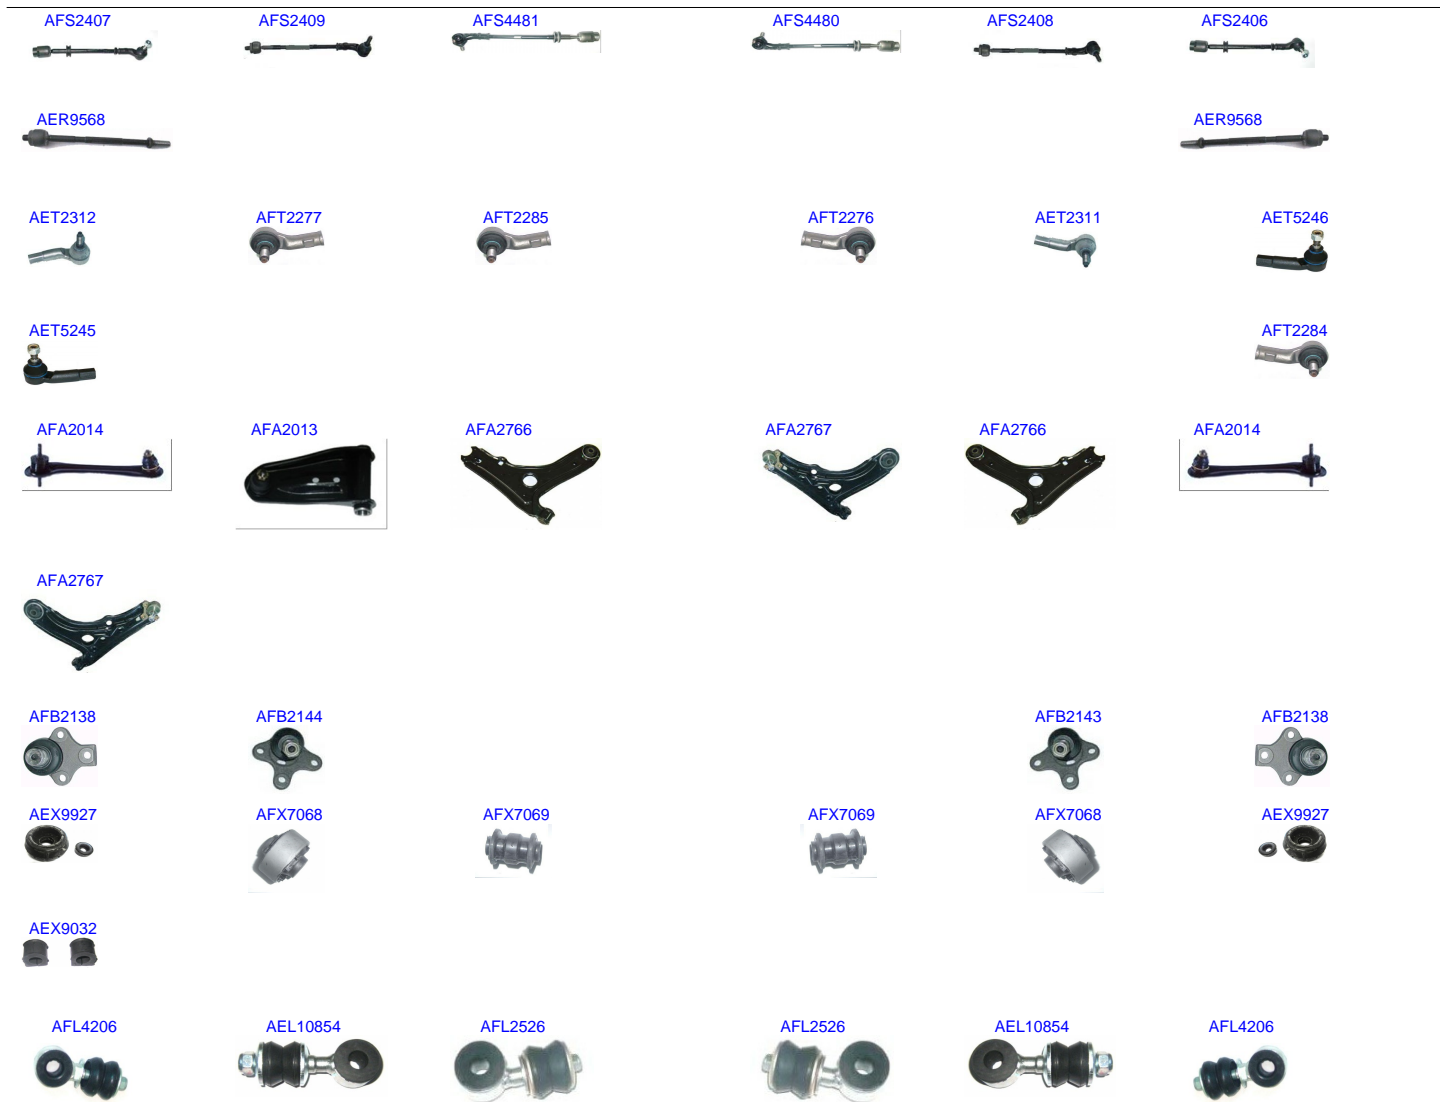 AFS2407 AFS2409 AFS4481 AFS4480 AFS2408 AFS2406
AER9568 AER9568
AET2312 AFT2277 AFT2285 AFT2276 AET2311 AET5246
AET5245 AFT2284
AFA2014 AFA2013 AFA2766 AFA2767 AFA2766 AFA2014
AFA2767
AFB2138 AFB2144 AFB2143 AFB2138
AEX9927 AFX7068 AFX7069 AFX7069 AFX7068 AEX9927
AEX9032
AFL4206 AEL10854 AFL2526 AFL2526 AEL10854 AFL4206